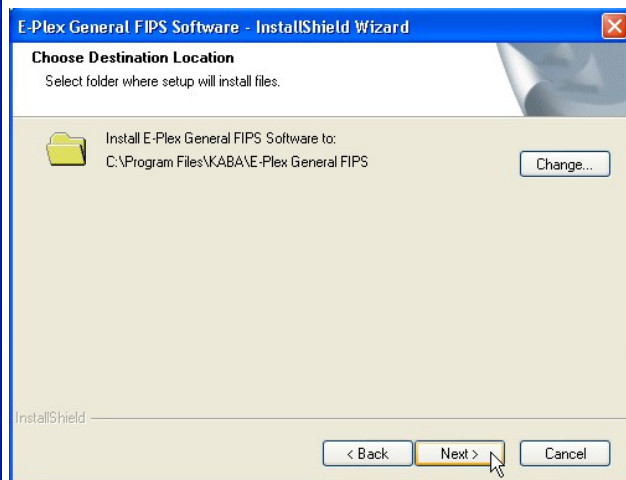 E-Plex General FIPS Software - InstallShield Wizard
Choose Destination Location
Select folder where setup will install files.
Install E-Plex General FIPS Software to:
C:\Program Files\KABA\E-Plex General FIPS
Change...
InstallShield
< Back Next > Cancel